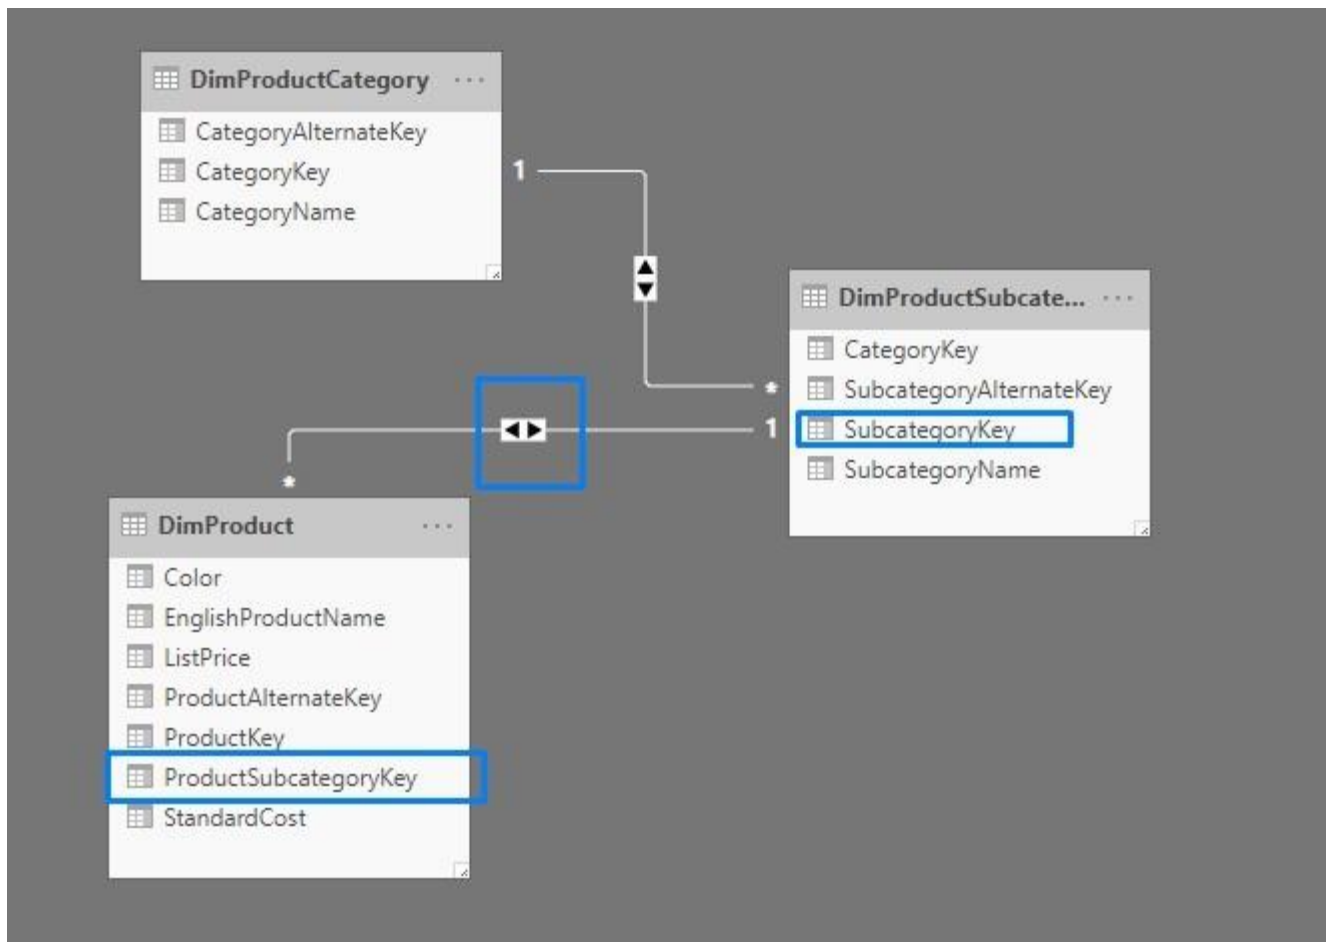 DimProductCategory ...
CategoryAlternateKey
CategoryKey
CategoryName
1
DimProductSubcate... ...
CategoryKey
SubcategoryAlternateKey
SubcategoryKey
SubcategoryName
*
1
*
DimProduct ...
Color
EnglishProductName
ListPrice
ProductAlternateKey
ProductKey
ProductSubcategoryKey
StandardCost